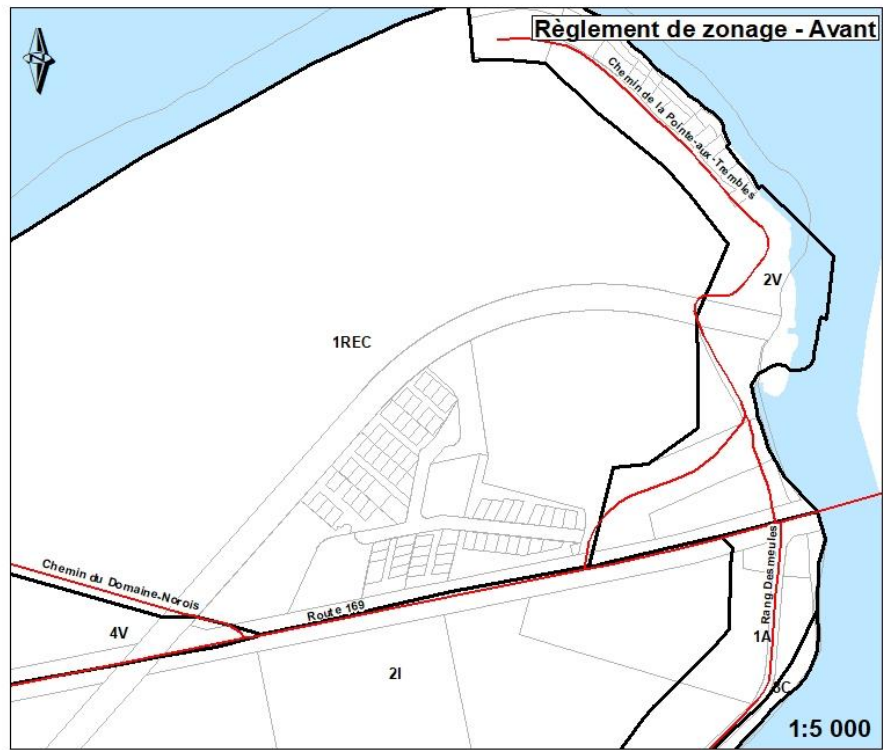 Règlement de zonage - Avant
Chemin de la Pointe-aux-Trembles
2V
1REC
Rang Desmeules
Chemin du Domaine-Norois
Route 169
4V
1A
2I
1:5 000